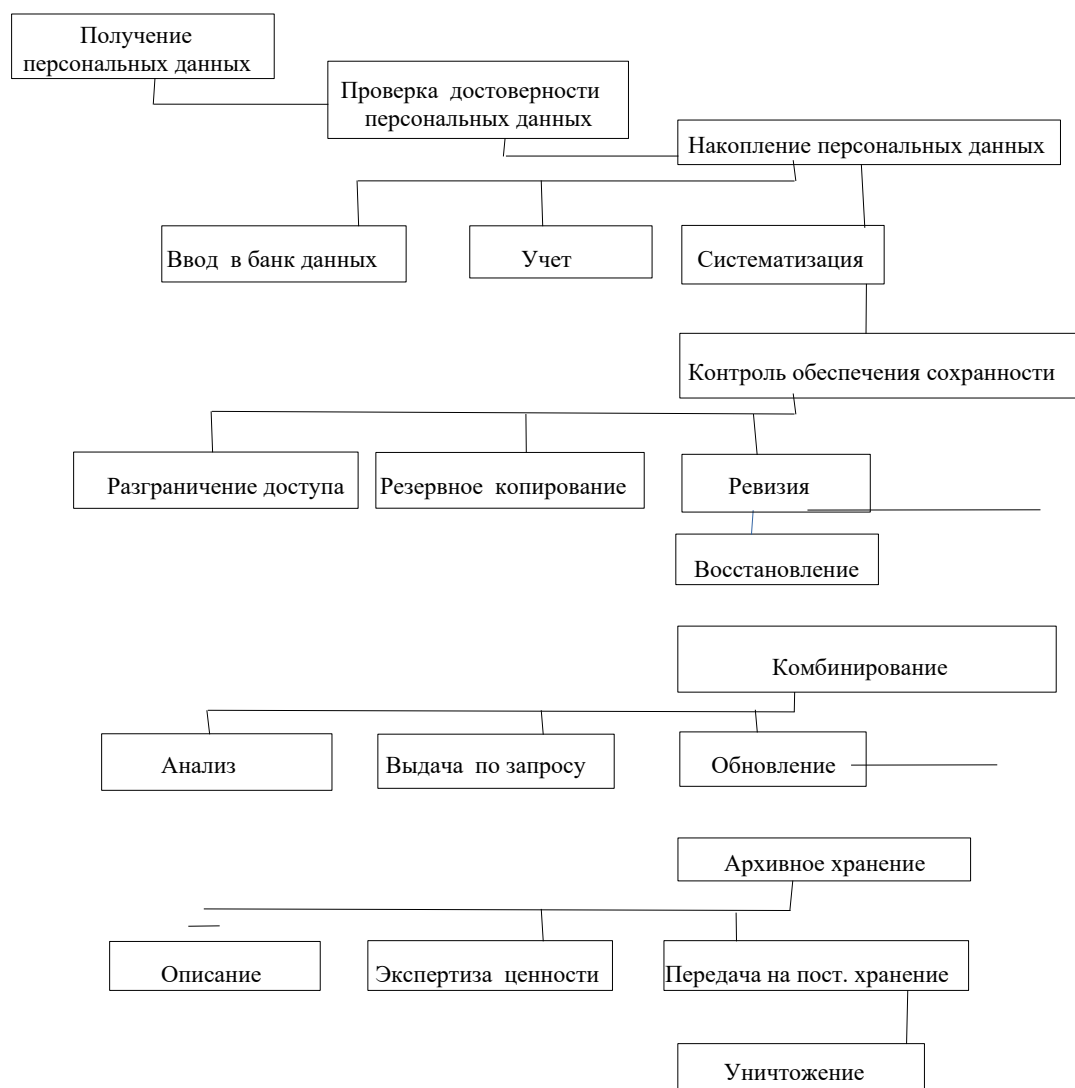 Получение
персональных данных
Проверка достоверности
персональных данных
Накопление персональных данных
Ввод в банк данных
Учет
Систематизация
Контроль обеспечения сохранности
Разграничение доступа
Резервное копирование
Ревизия
Восстановление
Комбинирование
Анализ
Выдача по запросу
Обновление
Архивное хранение
Описание
Экспертиза ценности
Передача на пост. хранение
Уничтожение